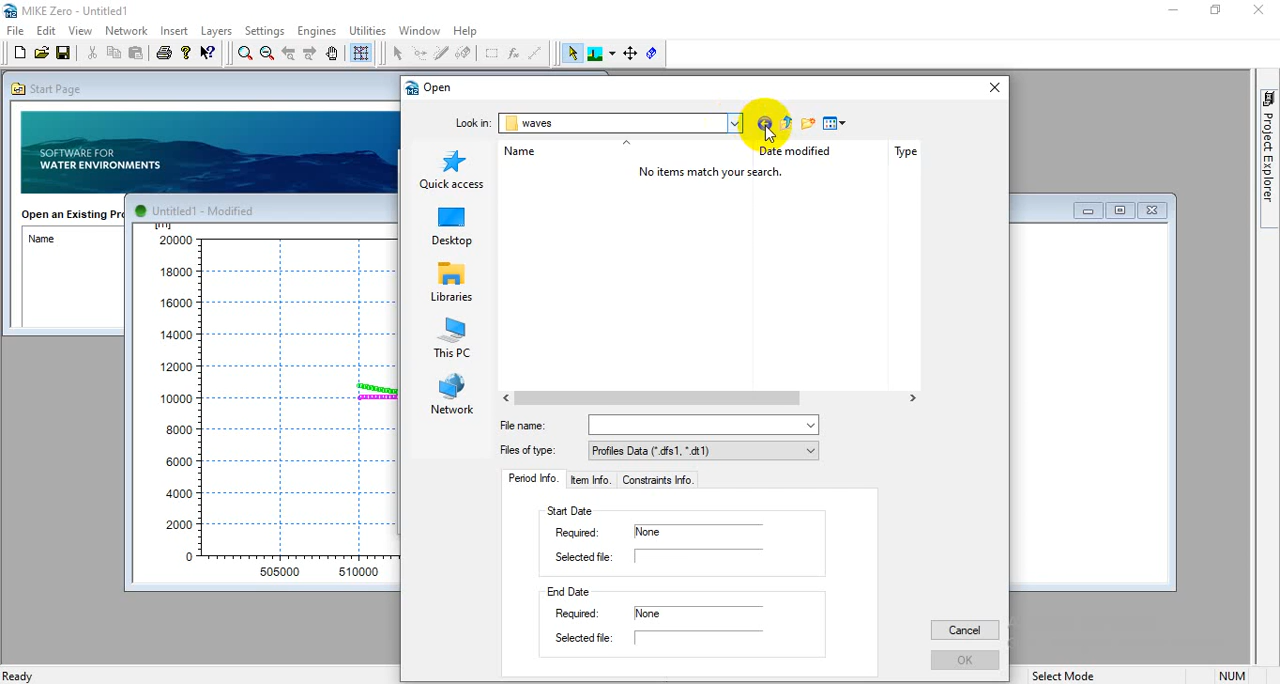 MIKE Zero - Untitled1
File Edit View Network Insert Layers Settings Engines Utilities Window Help
Start Page
SOFTWARE FOR
WATER ENVIRONMENTS
Open an Existing Pro
Name
Untitled1 - Modified
[m]
20000
18000
16000
14000
12000
10000
8000
6000
4000
2000
0
505000 510000
Open
Look in: waves
Name Date modified Type
No items match your search.
Quick access
Desktop
Libraries
This PC
Network
File name:
Files of type: Profiles Data (*.dfs1, *.dt1)
Period Info. Item Info. Constraints Info.
Start Date
Required: None
Selected file:
End Date
Required: None
Selected file:
Cancel
OK
Project Explorer
Ready Select Mode NUM